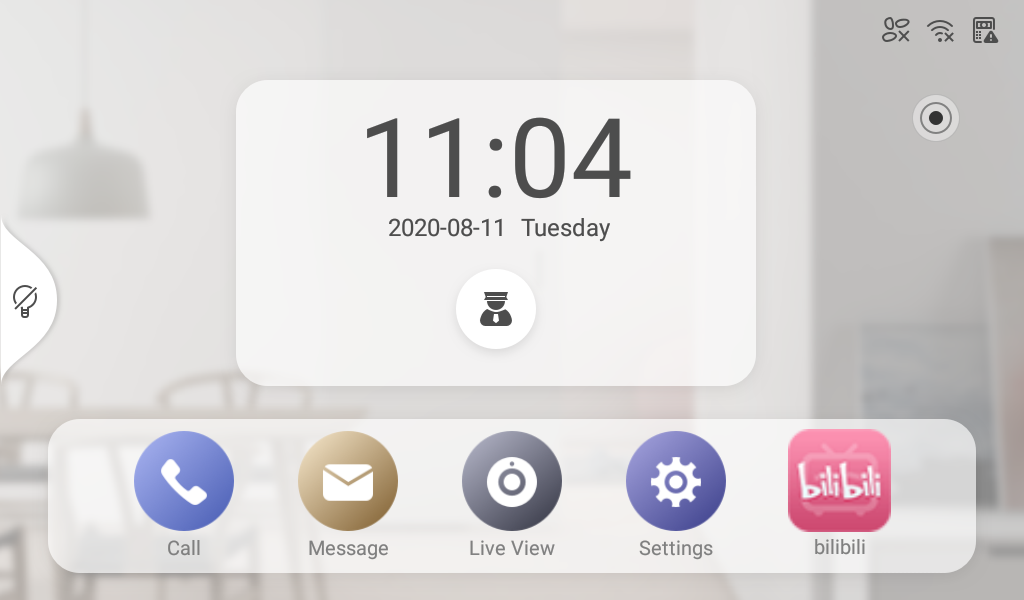 11:04
2020-08-11 Tuesday
bilibili
Call
Message
Live View
Settings
bilibili